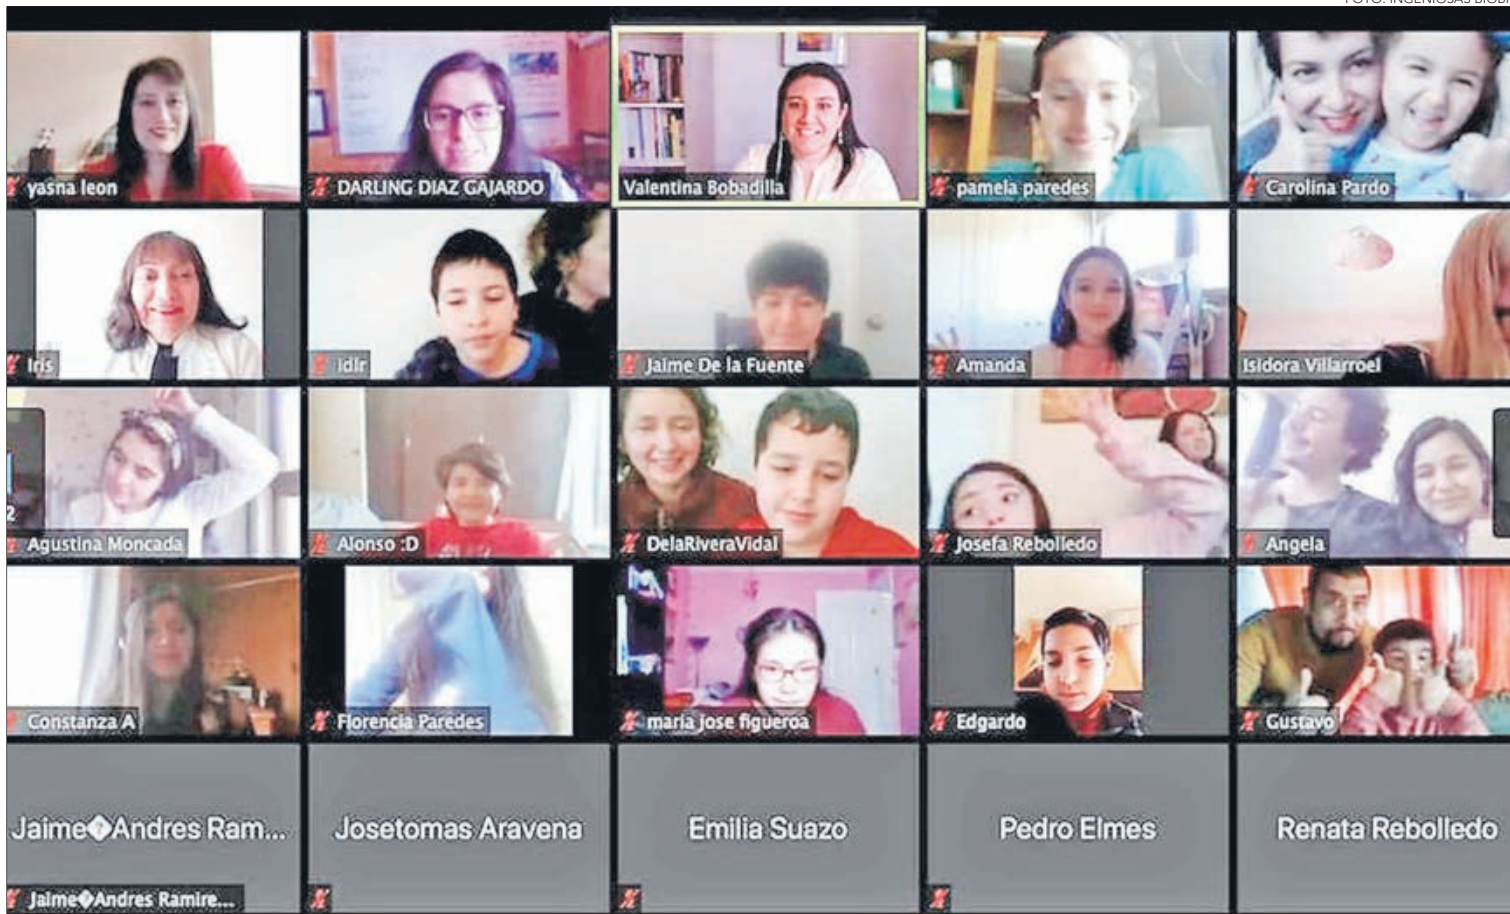 yasna leon
DARLING DIAZ GAJARDO
Valentina Bobadilla
pamela paredes
Carolina Pardo
Iris
idir
Jaime De la Fuente
Amanda
Isidora Villarroel
2
Agustina Moncada
Alonso :D
DelaRiveraVidal
Josefa Rebolledo
Angela
Constanza A
Florencia Paredes
maria jose figueroa
Edgardo
Gustavo
Jaime�Andres Ram...
Josetomas Aravena
Emilia Suazo
Pedro Elmes
Renata Rebolledo
Jaime�Andres Ramire...